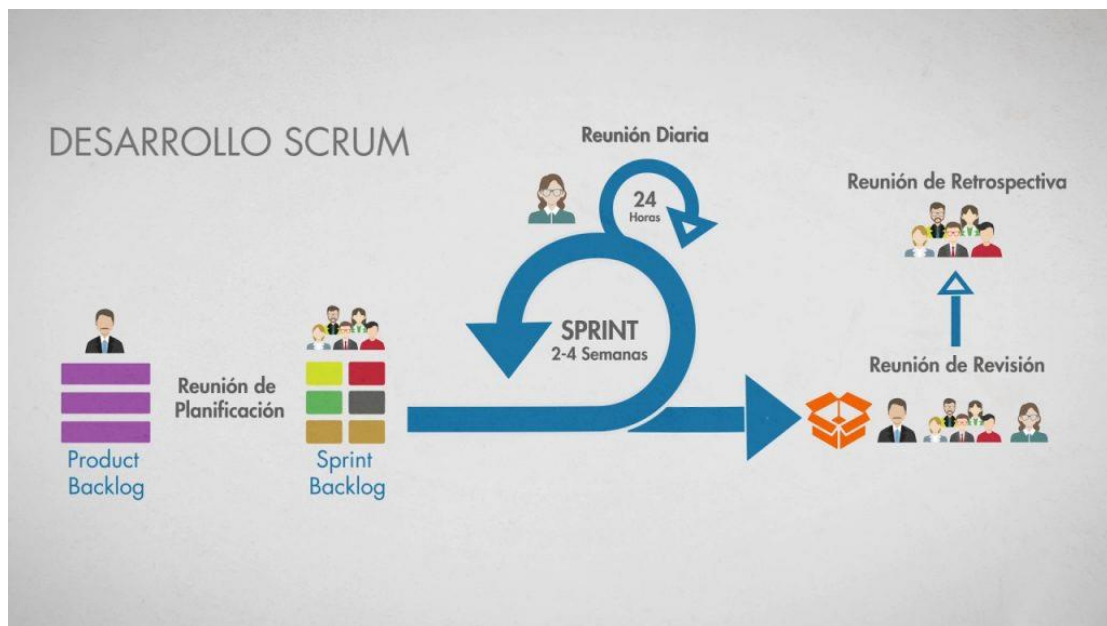 DESARROLLO SCRUM
Reunión Diaria
24
Horas
Reunión de Retrospectiva
SPRINT
2-4 Semanas
Reunión de Revisión
Reunión de
Planificación
Product
Backlog
Sprint
Backlog